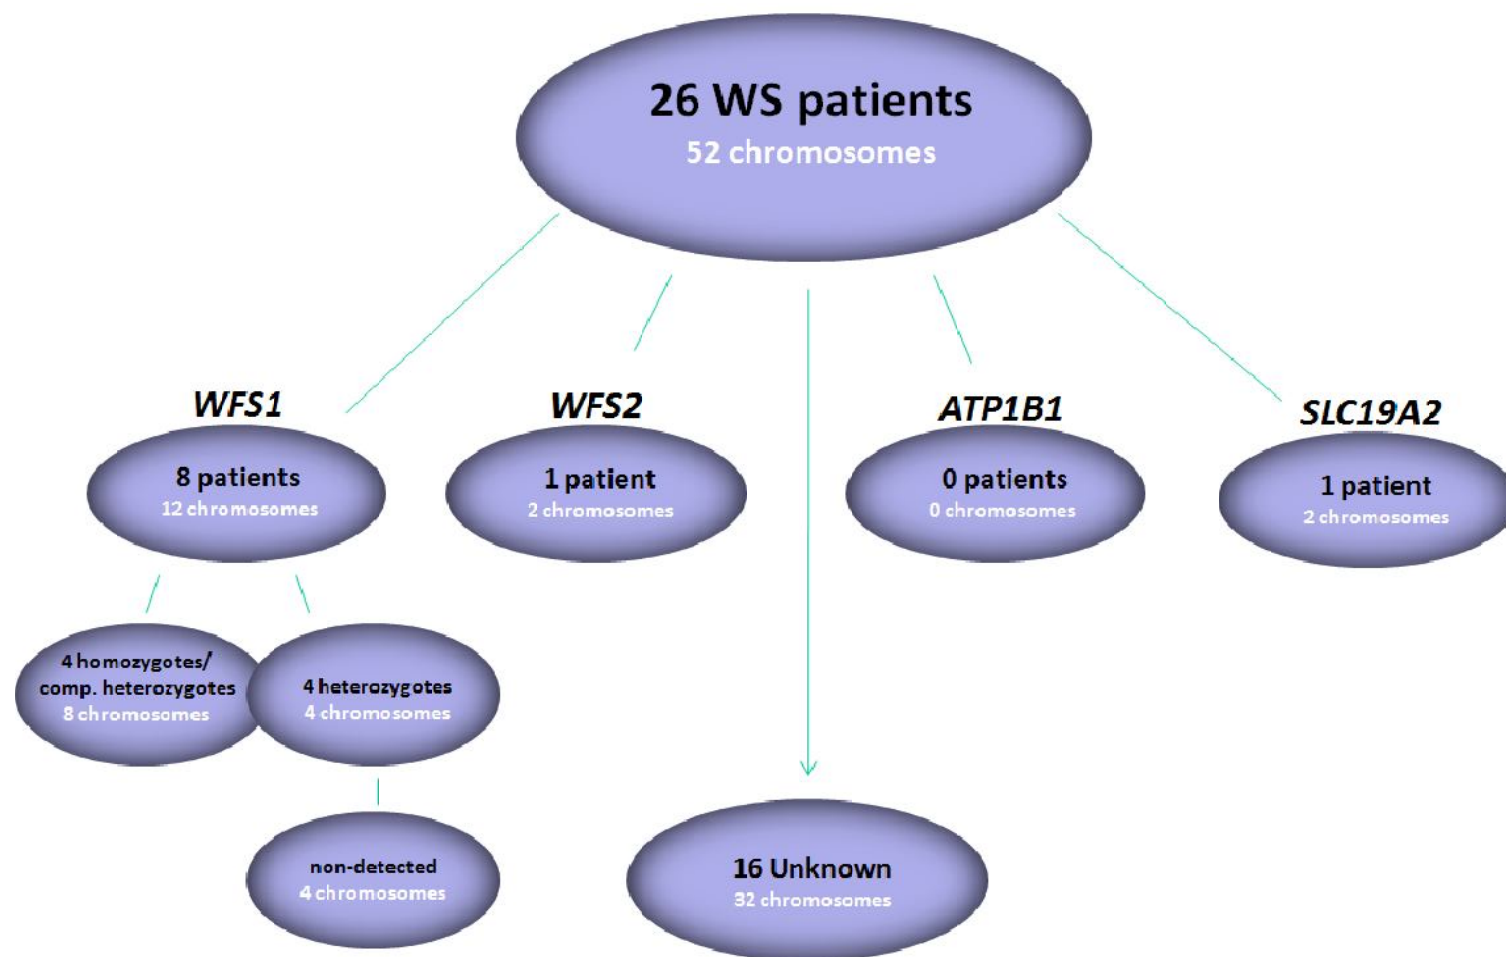 26 WS patients
52 chromosomes
WFS1
8 patients
12 chromosomes
WFS2
1 patient
2 chromosomes
ATP1B1
0 patients
0 chromosomes
SLC19A2
1 patient
2 chromosomes
4 homozygotes/
comp. heterozygotes
8 chromosomes
4 heterozygotes
4 chromosomes
non-detected
4 chromosomes
16 Unknown
32 chromosomes